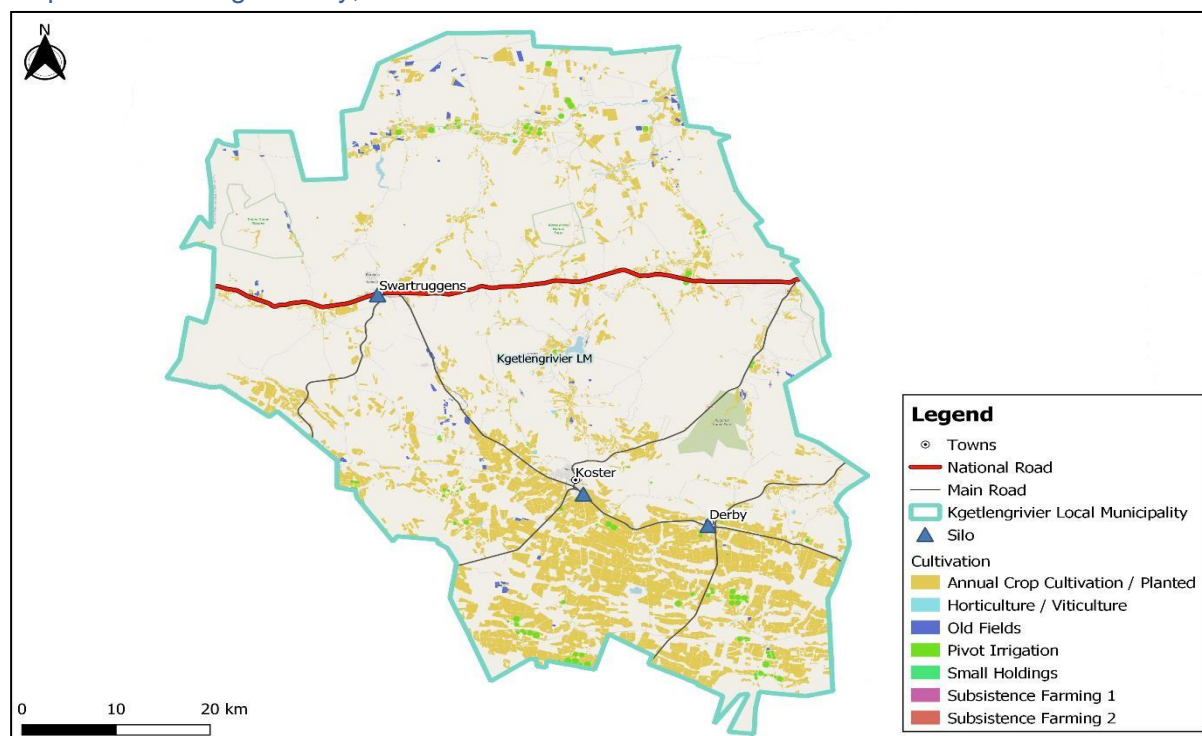 N
Swartruggens
Kgetlengrivier LM
Koster
Derby
Legend
Towns
National Road
Main Road
Kgetlengrivier Local Municipality
Silo
Cultivation
Annual Crop Cultivation / Planted
Horticulture / Viticulture
Old Fields
Pivot Irrigation
Small Holdings
Subsistence Farming 1
Subsistence Farming 2
0 10 20 km